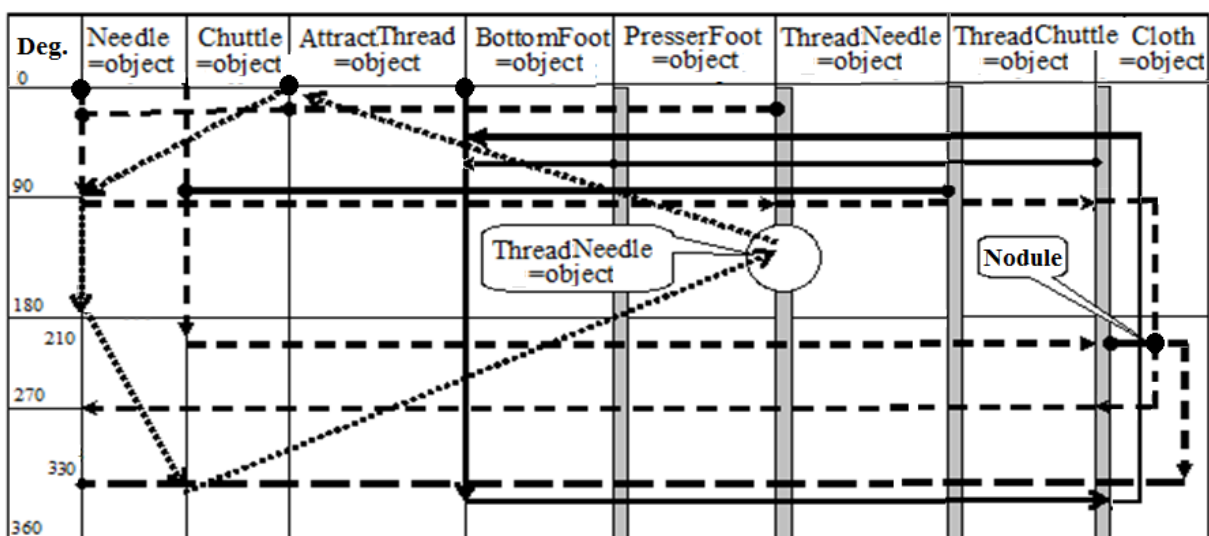 Deg.
Needle
=object
Chuttle
=object
AttractThread
=object
BottomFoot
=object
PresserFoot
=object
ThreadNeedle
=object
ThreadChuttle
=object
Cloth
=object
0
90
ThreadNeedle
=object
Nodule
180
210
270
330
360